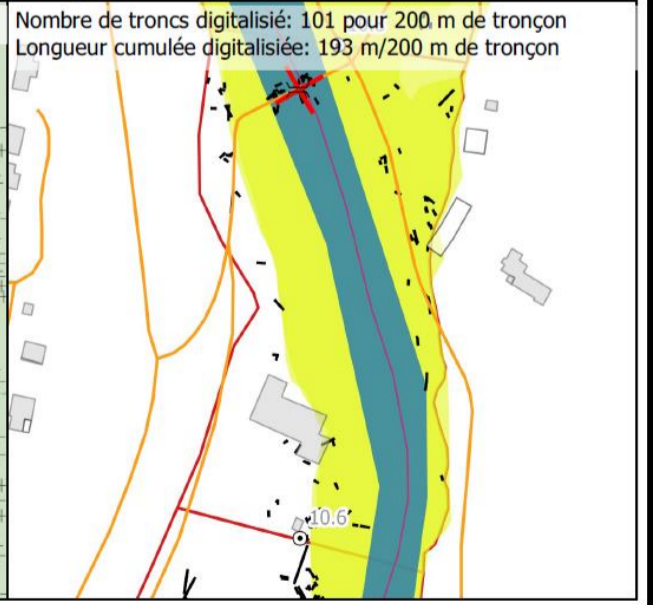 Nombre de troncs digitalisié: 101 pour 200 m de tronçon
Longueur cumulée digitalisiée: 193 m/200 m de tronçon
10.6